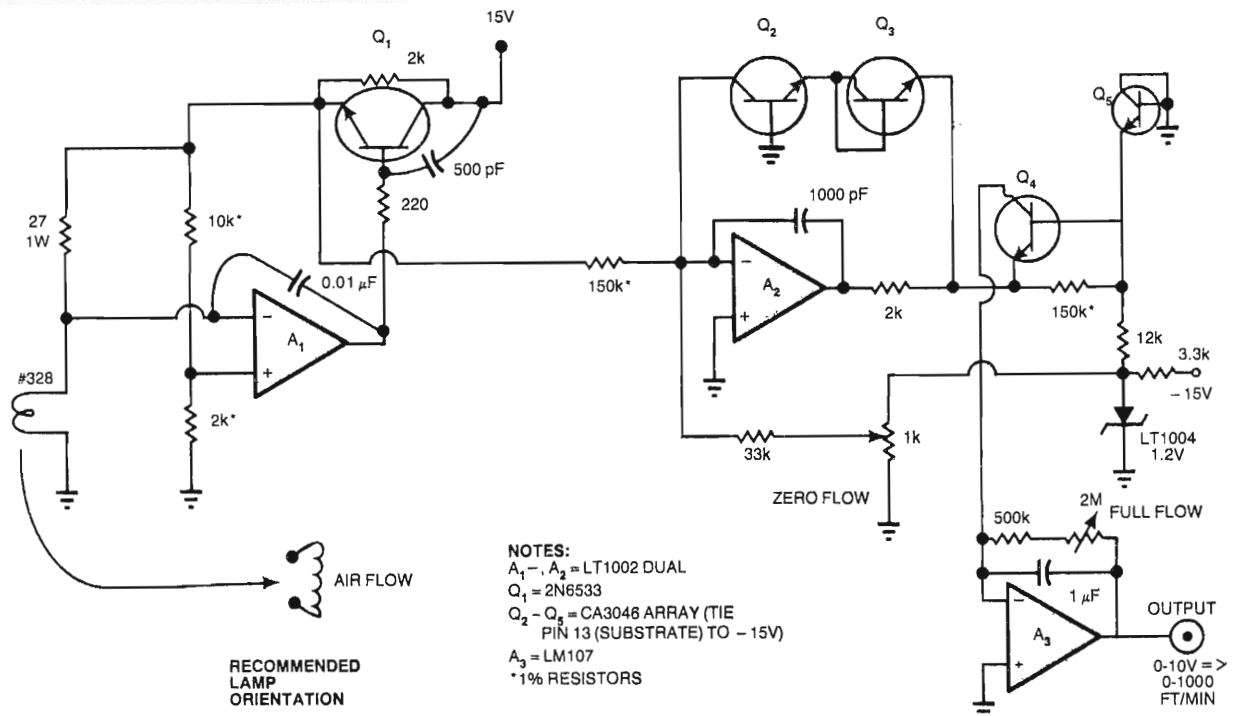 15V
Q1
2k
500 pF
220
27
1W
10k*
0.01 µF
A1
−
+
#328
2k*
AIR FLOW
RECOMMENDED
LAMP
ORIENTATION
Q2
Q3
1000 pF
150k*
A2
−
+
2k
33k
1k
ZERO FLOW
Q5
Q4
150k*
12k
3.3k
−15V
LT1004
1.2V
2M
500k
FULL FLOW
1 µF
A3
−
+
OUTPUT
0-10V = >
0-1000
FT/MIN
NOTES:
A1−, A2 = LT1002 DUAL
Q1 = 2N6533
Q2 − Q5 = CA3046 ARRAY (TIE
PIN 13 (SUBSTRATE) TO −15V)
A3 = LM107
*1% RESISTORS